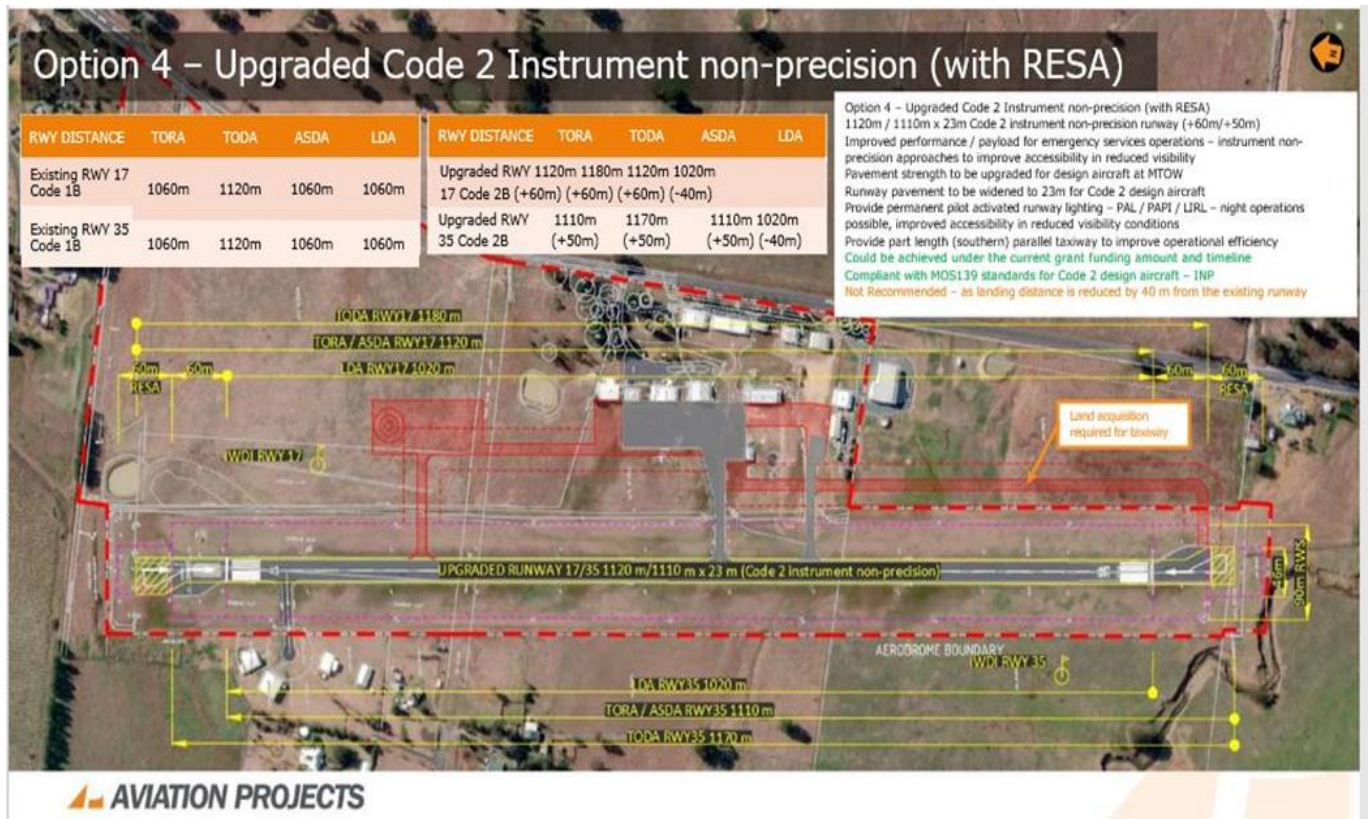 Option 4 – Upgraded Code 2 Instrument non-precision (with RESA)
RWY DISTANCE TORA TODA ASDA LDA
Existing RWY 17
Code 1B 1060m 1120m 1060m 1060m
Existing RWY 35
Code 1B 1060m 1120m 1060m 1060m
RWY DISTANCE TORA TODA ASDA LDA
Upgraded RWY 1120m 1180m 1120m 1020m
17 Code 2B (+60m) (+60m) (+60m) (-40m)
Upgraded RWY 1110m 1170m 1110m 1020m
35 Code 2B (+50m) (+50m) (+50m) (-40m)
Option 4 – Upgraded Code 2 Instrument non-precision (with RESA)
1120m / 1110m x 23m Code 2 instrument non-precision runway (+60m/+50m)
Improved performance / payload for emergency services operations – instrument non-
precision approaches to improve accessibility in reduced visibility
Pavement strength to be upgraded for design aircraft at MTOW
Runway pavement to be widened to 23m for Code 2 design aircraft
Provide permanent pilot activated runway lighting – PAL / PAPI / LIRL – night operations
possible, improved accessibility in reduced visibility conditions
Provide part length (southern) parallel taxiway to improve operational efficiency
Could be achieved under the current grant funding amount and timeline
Compliant with MOS139 standards for Code 2 design aircraft – INP
Not Recommended – as landing distance is reduced by 40 m from the existing runway
TODA RWY17 1180 m
TORA / ASDA RWY17 1120 m
LDA RWY17 1020 m
60m
RESA
60m
60m
60m
RESA
Land acquisition
required for taxiway
IWDI RWY 17
UPGRADED RUNWAY 17/35 1120 m/1110 m x 23 m (Code 2 instrument non-precision)
46m
90m RWS
AERODROME BOUNDARY
IWDI RWY 35
LDA RWY35 1020 m
TORA / ASDA RWY35 1110 m
TODA RWY35 1170 m
AVIATION PROJECTS